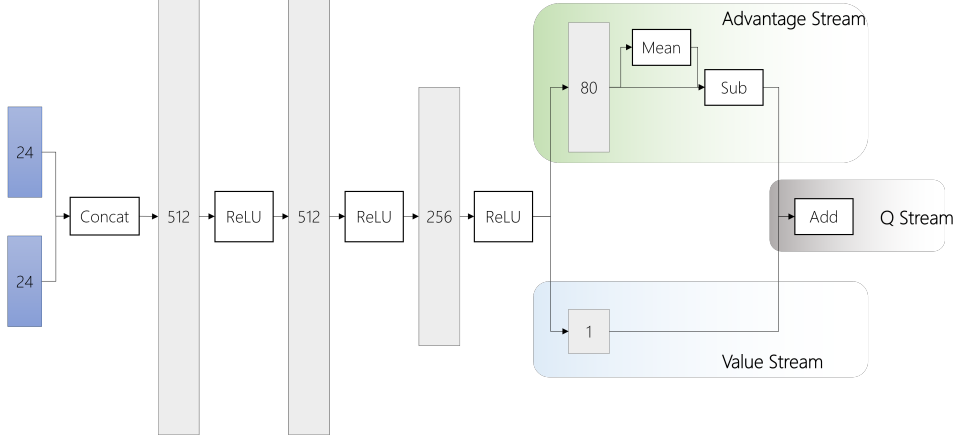 24
24
Concat
512
ReLU
512
ReLU
256
ReLU
Advantage Stream
80
Mean
Sub
Add
Q Stream
1
Value Stream